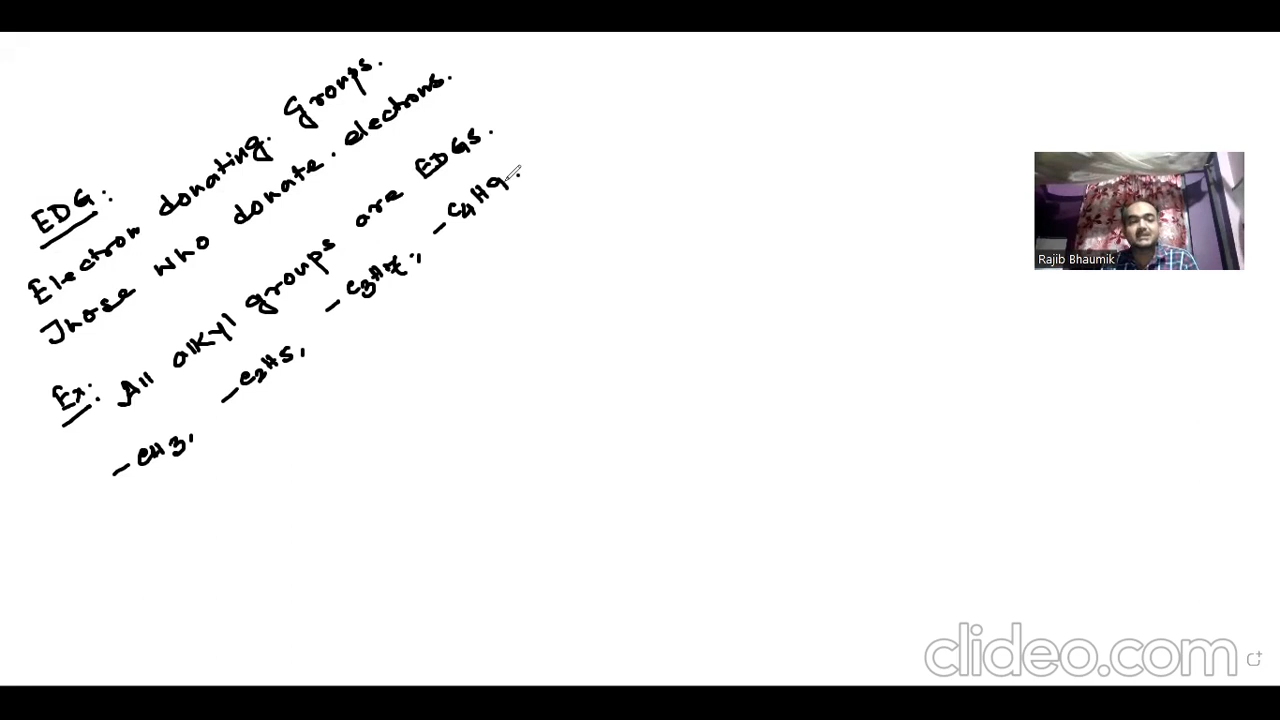 EDG:
Electron donating. Groups.
Those who donate. electrons.
Ex: All alkyl groups are EDGs.
-CH3, -C2H5, -C3H7, -C4H9.
Rajib Bhaumik
clideo.com